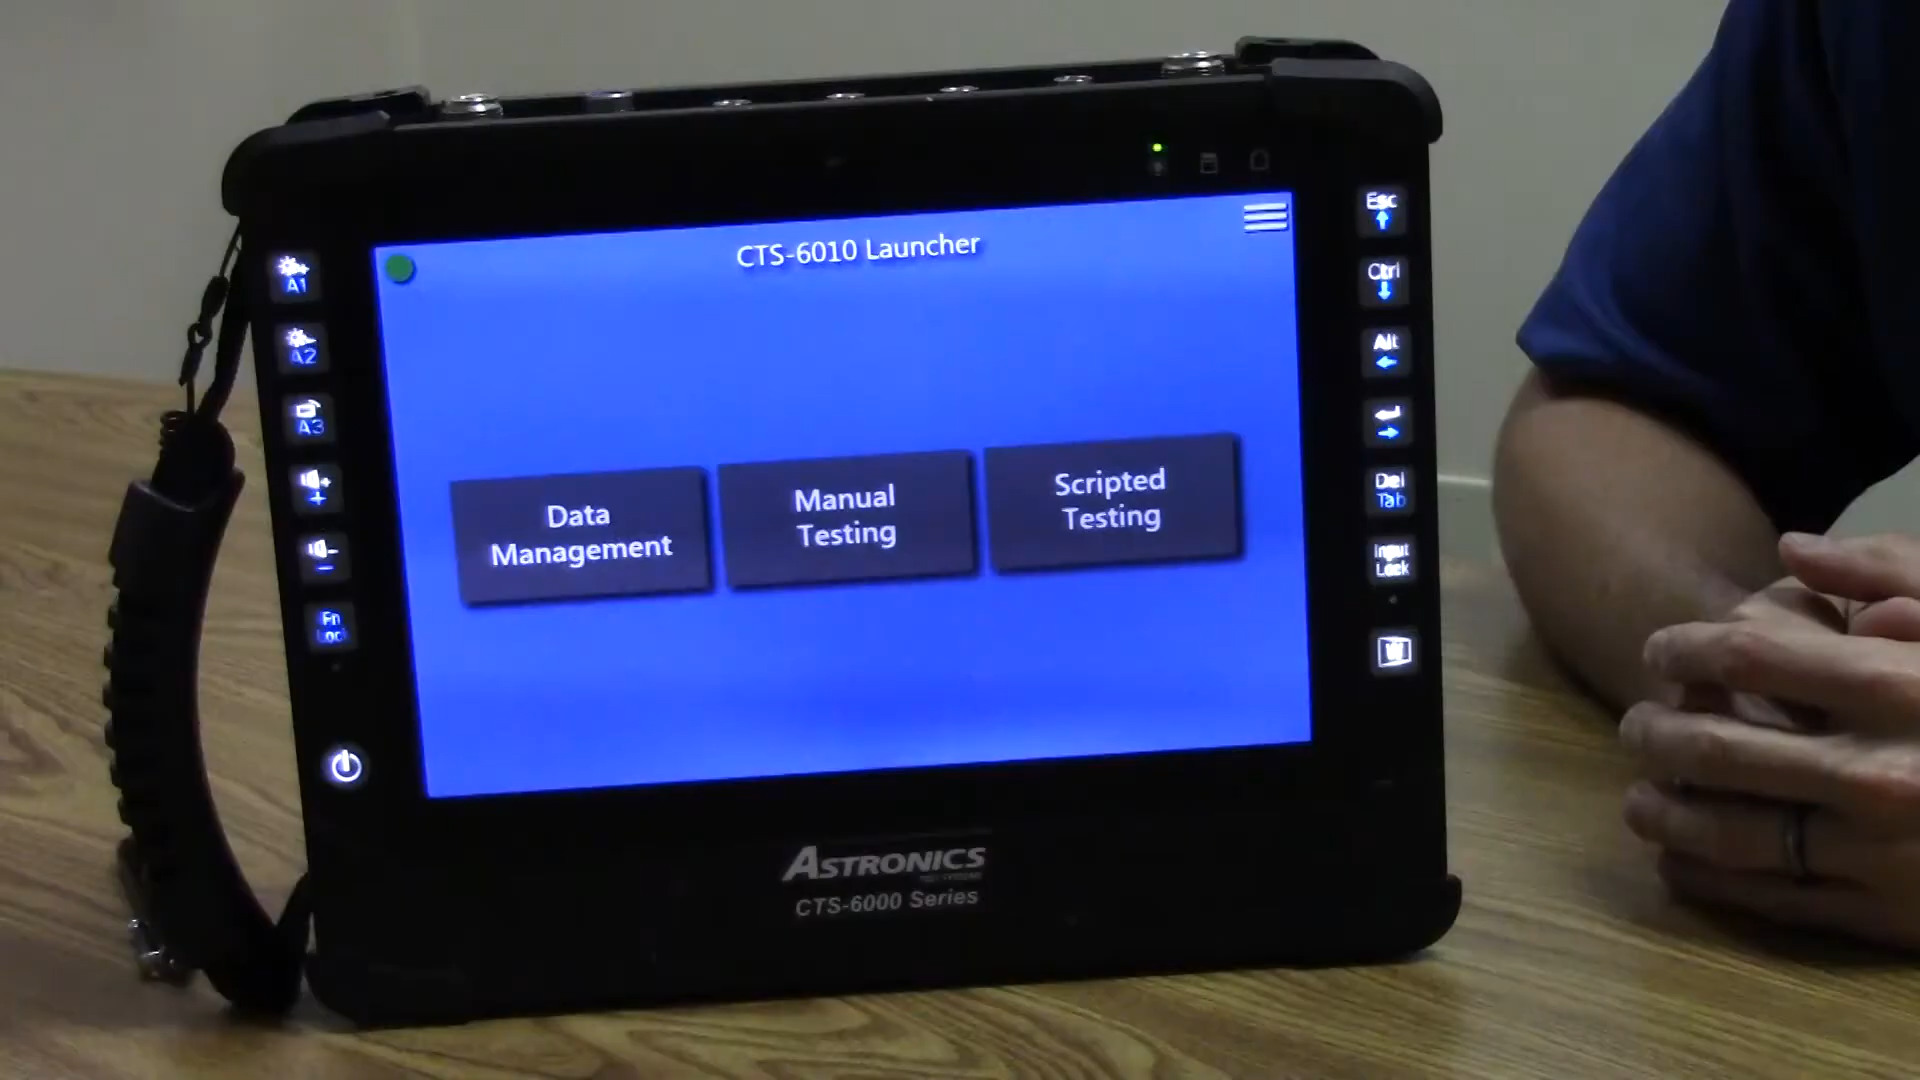 CTS-6010 Launcher
Data
Management
Manual
Testing
Scripted
Testing
A1
A2
A3
+
-
Fn
Lock
Esc
Ctrl
Alt
Del
Tab
Input
Lock
W
ASTRONICS
CTS-6000 Series